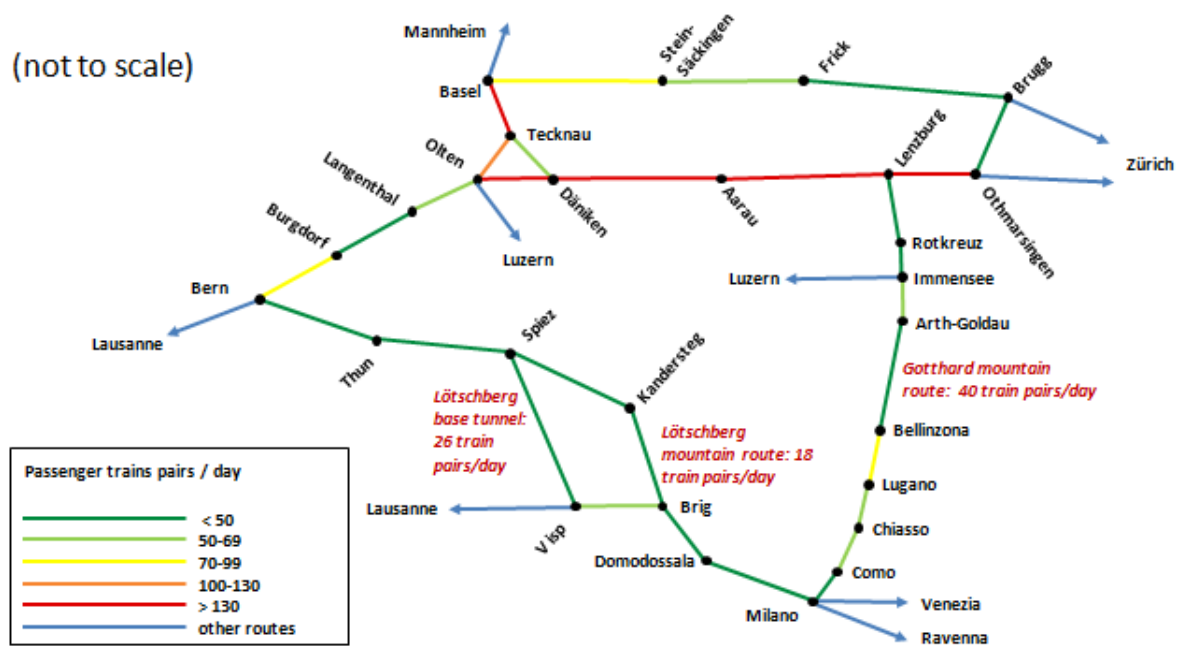 (not to scale)
Mannheim
Basel
Stein-
Säckingen
Frick
Brugg
Zürich
Tecknau
Olten
Langenthal
Burgdorf
Bern
Lausanne
Luzern
Däniken
Aarau
Lenzburg
Othmarsingen
Rotkreuz
Luzern
Immensee
Arth-Goldau
Gotthard mountain
route: 40 train pairs/day
Thun
Spiez
Kandersteg
Lötschberg
base tunnel:
26 train
pairs/day
Lötschberg
mountain route: 18
train pairs/day
Bellinzona
Lugano
Lausanne
Visp
Brig
Chiasso
Domodossala
Como
Milano
Venezia
Ravenna
Passenger trains pairs / day
< 50
50-69
70-99
100-130
> 130
other routes